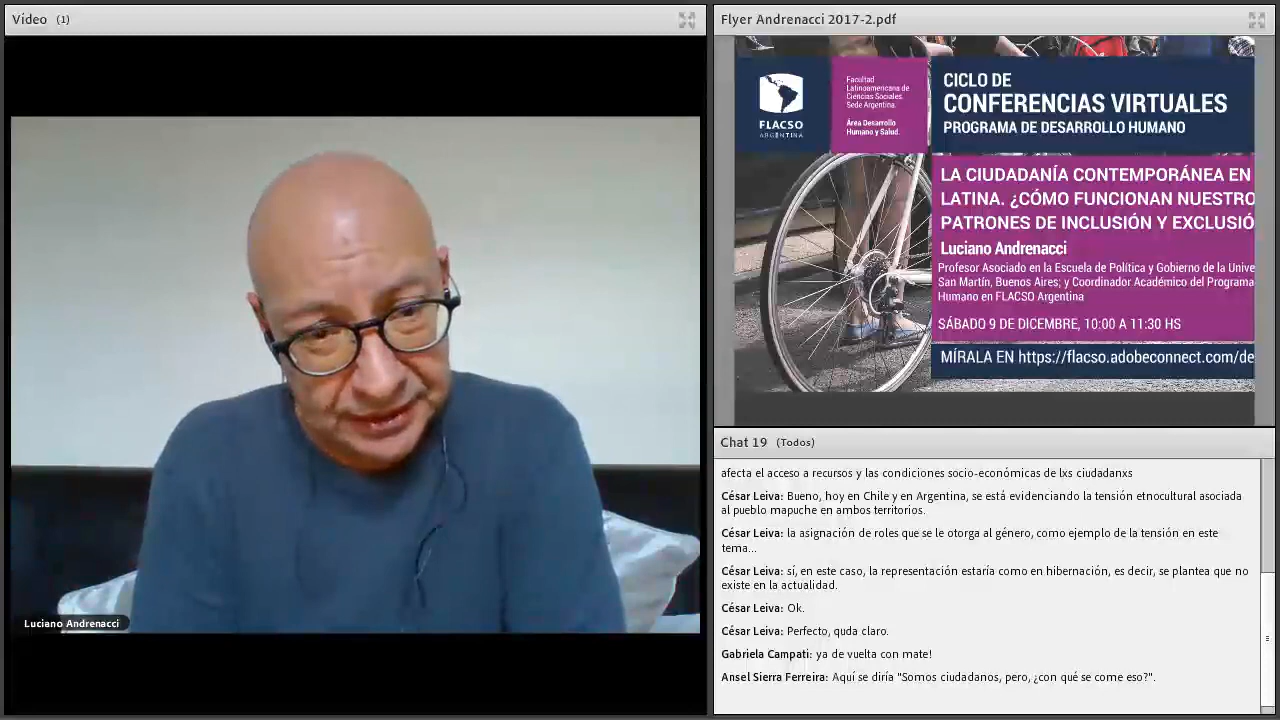 Vídeo (1)
Luciano Andrenacci
Flyer Andrenacci 2017-2.pdf
FLACSO
ARGENTINA
Facultad
Latinoamericana de
Ciencias Sociales.
Sede Argentina.
Área Desarrollo
Humano y Salud.
CICLO DE
CONFERENCIAS VIRTUALES
PROGRAMA DE DESARROLLO HUMANO
LA CIUDADANÍA CONTEMPORÁNEA EN
LATINA. ¿CÓMO FUNCIONAN NUESTRO
PATRONES DE INCLUSIÓN Y EXCLUSIÓ
Luciano Andrenacci
Profesor Asociado en la Escuela de Política y Gobierno de la Unive
San Martín, Buenos Aires; y Coordinador Académico del Programa
Humano en FLACSO Argentina
SÁBADO 9 DE DICEMBRE, 10:00 A 11:30 HS
MÍRALA EN https://flacso.adobeconnect.com/de
Chat 19 (Todos)
afecta el acceso a recursos y las condiciones socio-económicas de lxs ciudadanxs
César Leiva: Bueno, hoy en Chile y en Argentina, se está evidenciando la tensión etnocultural asociada
al pueblo mapuche en ambos territorios.
César Leiva: la asignación de roles que se le otorga al género, como ejemplo de la tensión en este
tema...
César Leiva: sí, en este caso, la representación estaría como en hibernación, es decir, se plantea que no
existe en la actualidad.
César Leiva: Ok.
César Leiva: Perfecto, quda claro.
Gabriela Campati: ya de vuelta con mate!
Ansel Sierra Ferreira: Aquí se diría "Somos ciudadanos, pero, ¿con qué se come eso?".